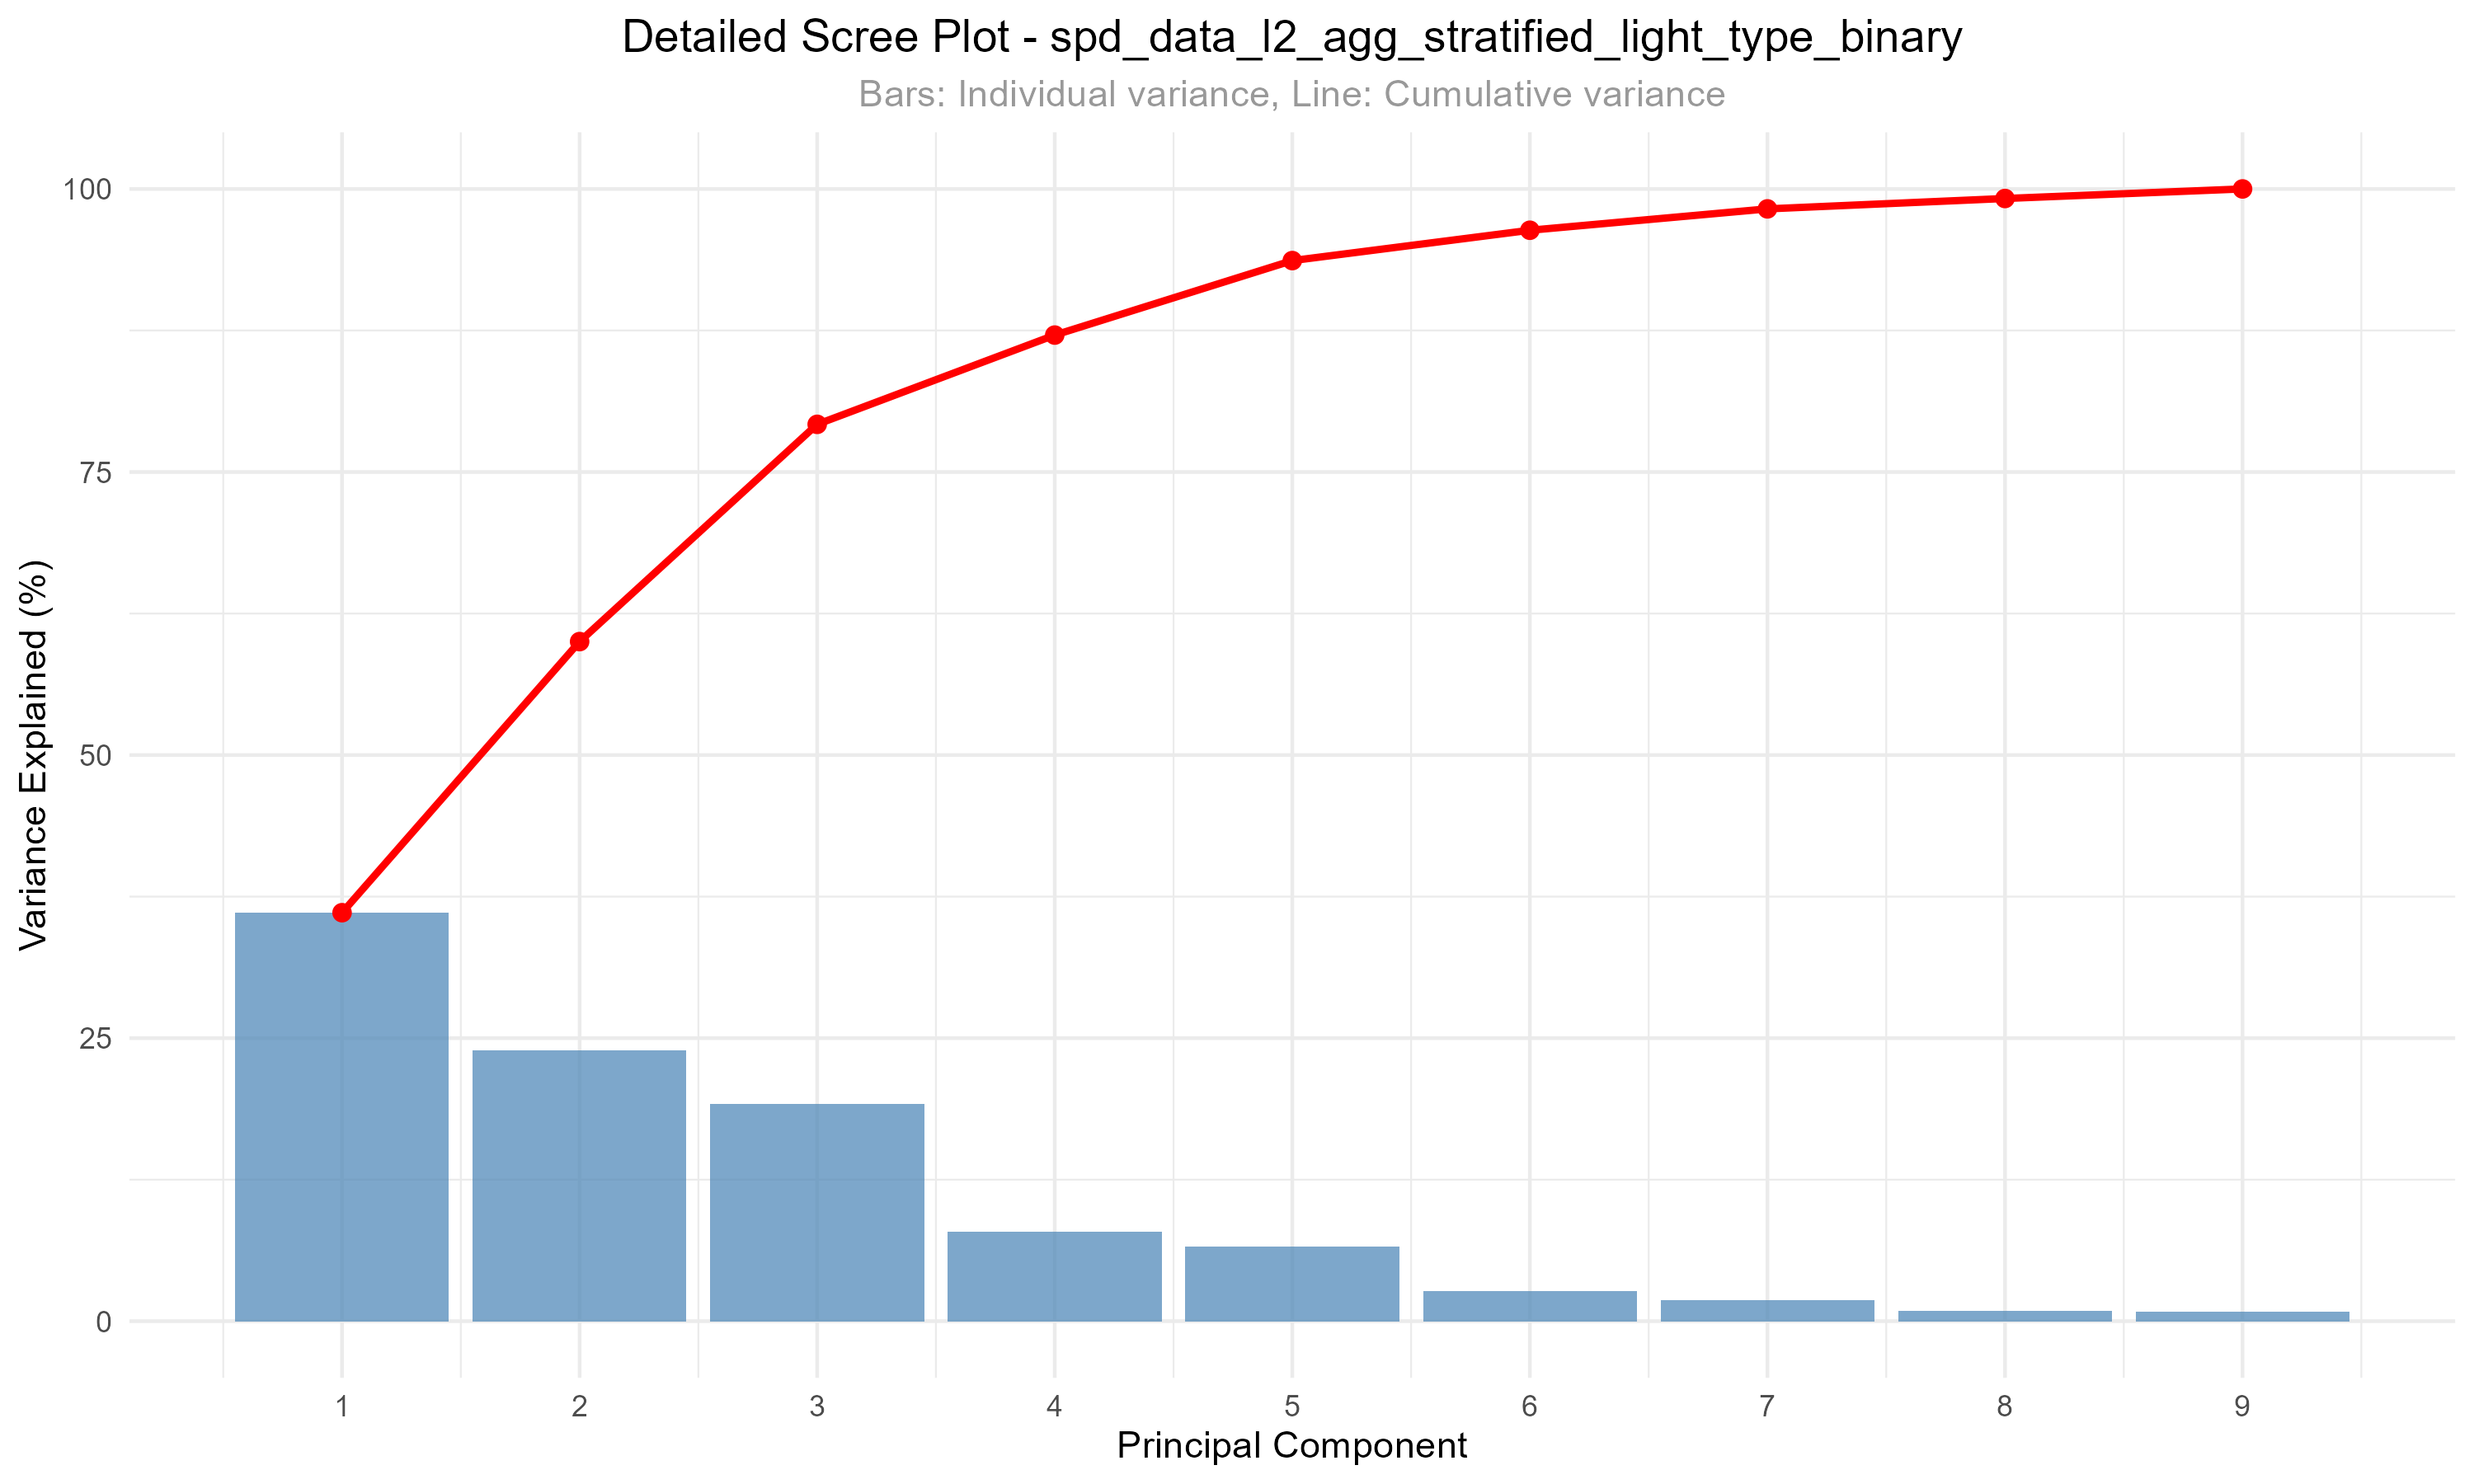 Detailed Scree Plot - spd_data_l2_agg_stratified_light_type_binary
Bars: Individual variance, Line: Cumulative variance
Variance Explained (%)
100
75
50
25
0
1 2 3 4 5 6 7 8 9
Principal Component